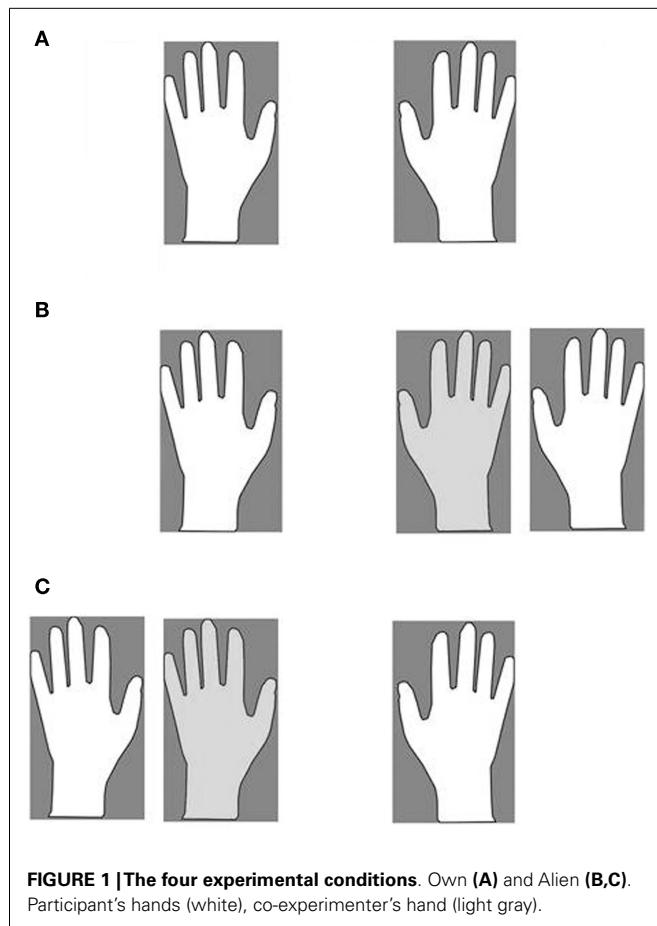 A
B
C
FIGURE 1 | The four experimental conditions. Own (A) and Alien (B,C).
Participant's hands (white), co-experimenter's hand (light gray).